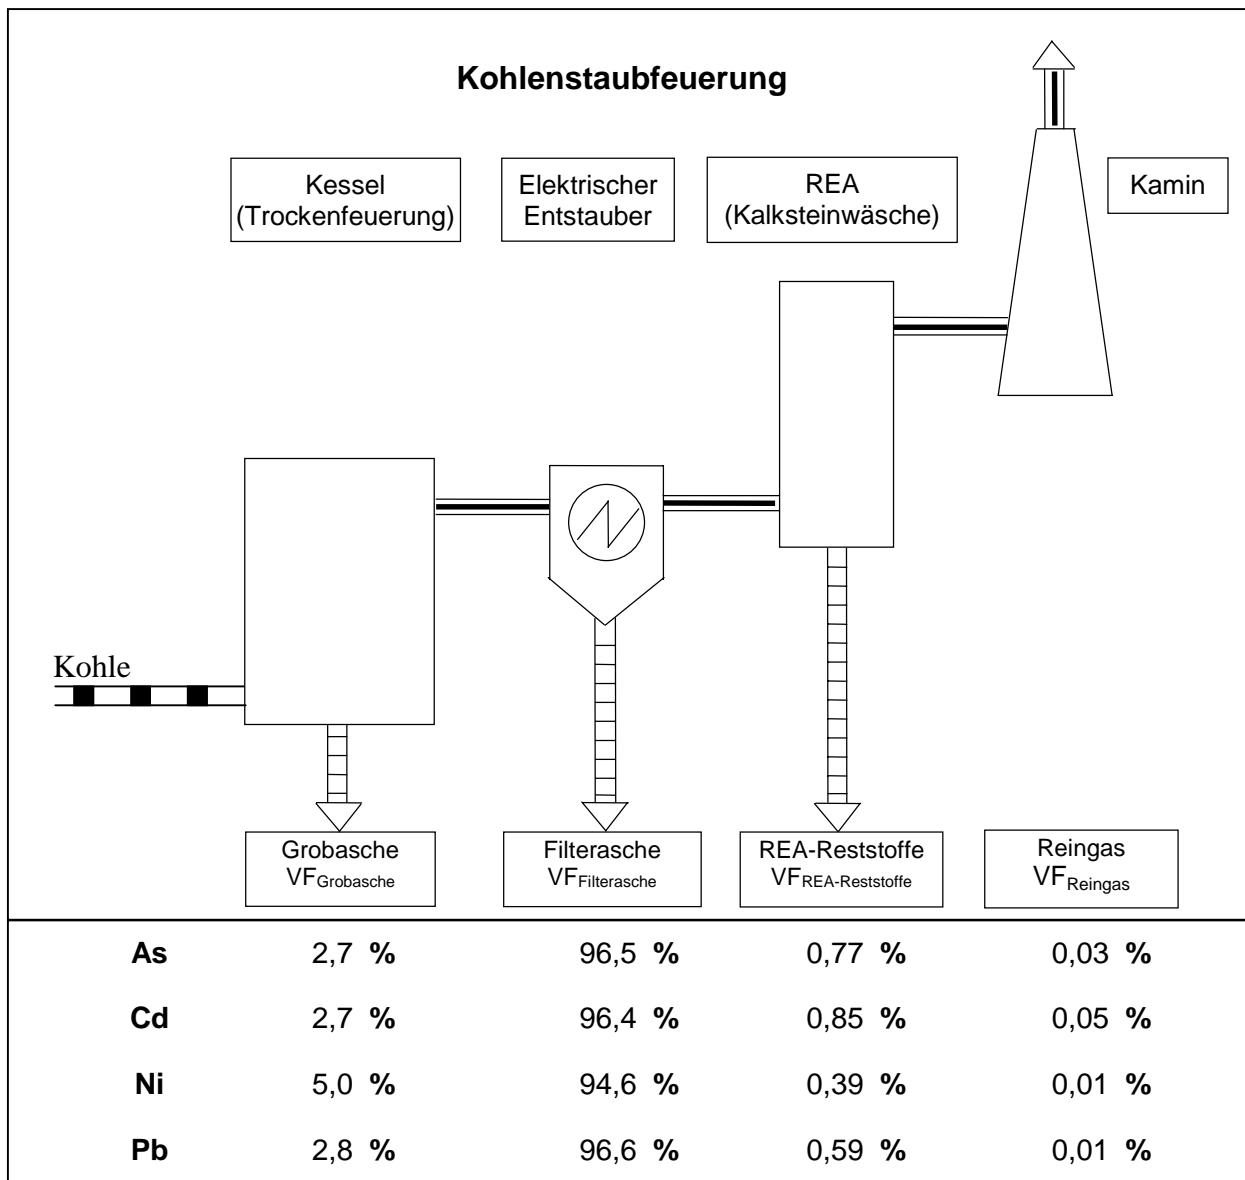 Kohlenstaubfeuerung
Kessel
(Trockenfeuerung)
Elektrischer
Entstauber
REA
(Kalksteinwäsche)
Kamin
Kohle
Grobasche
VFGrobasche
Filterasche
VFFilterasche
REA-Reststoffe
VFREA-Reststoffe
Reingas
VFReingas
As 2,7 % 96,5 % 0,77 % 0,03 %
Cd 2,7 % 96,4 % 0,85 % 0,05 %
Ni 5,0 % 94,6 % 0,39 % 0,01 %
Pb 2,8 % 96,6 % 0,59 % 0,01 %